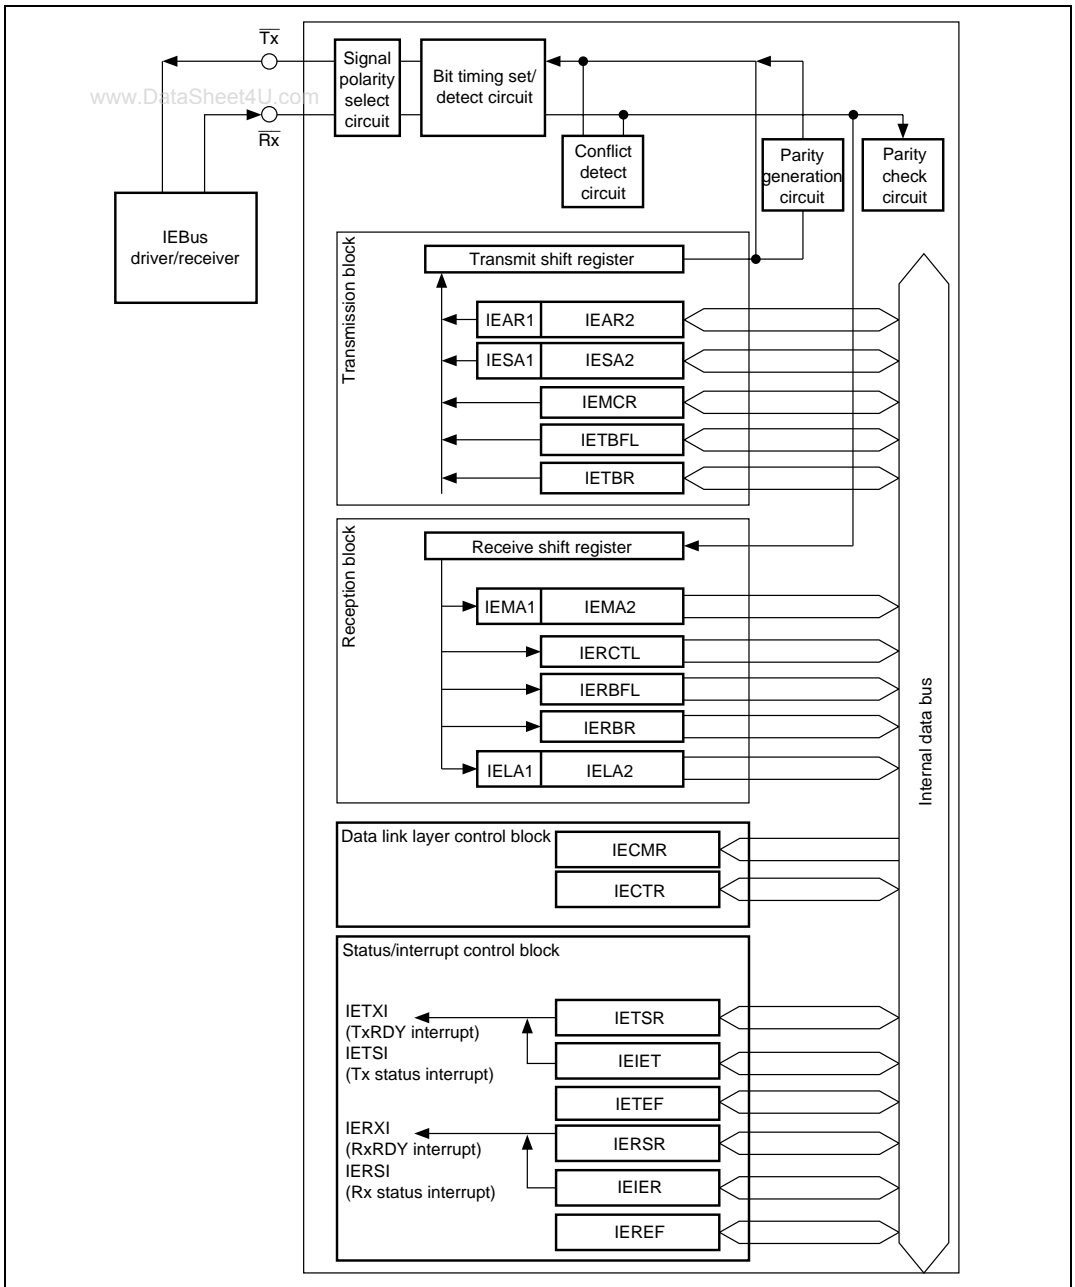 Tx
www.DataSheet4U.com
Rx
Signal
polarity
select
circuit
Bit timing set/
detect circuit
Conflict
detect
circuit
Parity
generation
circuit
Parity
check
circuit
IEBus
driver/receiver
Transmission block
Transmit shift register
IEAR1 IEAR2
IESA1 IESA2
IEMCR
IETBFL
IETBR
Reception block
Receive shift register
IEMA1 IEMA2
IERCTL
IERBFL
IERBR
IELA1 IELA2
Internal data bus
Data link layer control block
IECMR
IECTR
Status/interrupt control block
IETXI
(TxRDY interrupt)
IETSI
(Tx status interrupt)
IETSR
IEIET
IETEF
IERXI
(RxRDY interrupt)
IERSI
(Rx status interrupt)
IERSR
IEIER
IEREF